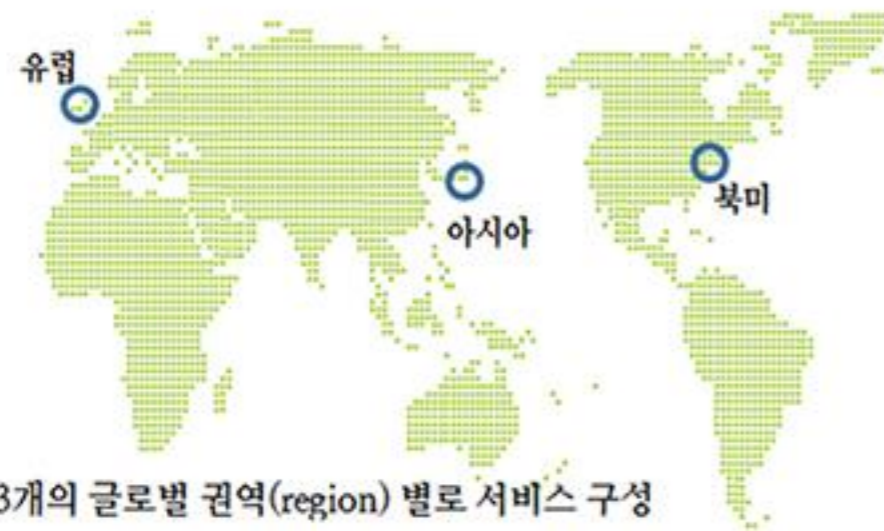 유럽
아시아
북미
3개의 글로벌 권역(region) 별로 서비스 구성